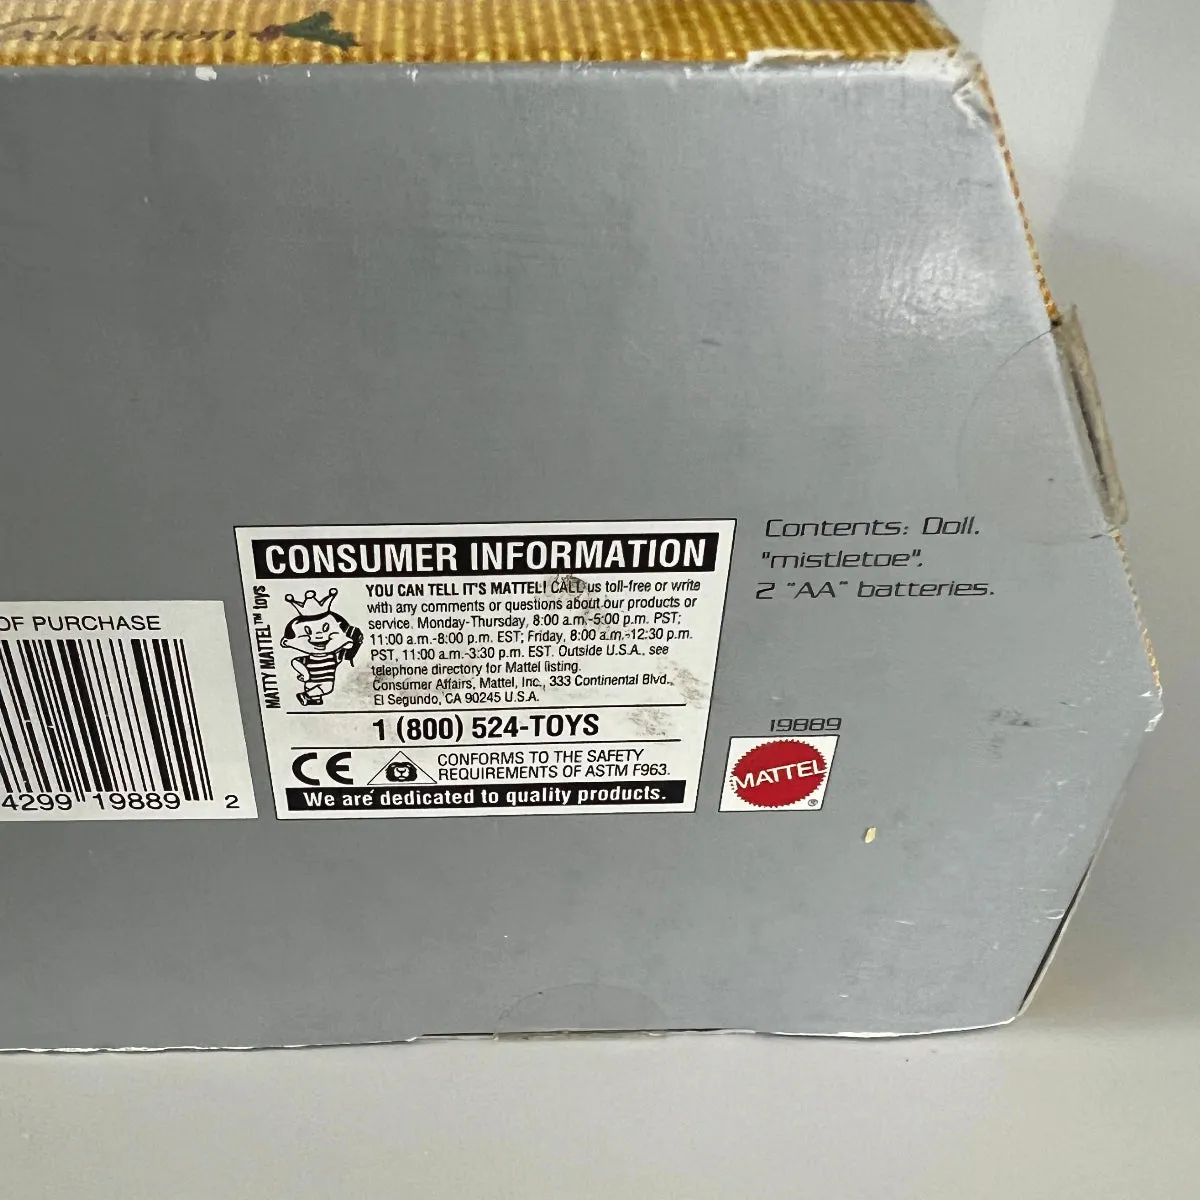 Collection
CONSUMER INFORMATION
YOU CAN TELL IT'S MATTEL! CALL us toll-free or write
with any comments or questions about our products or
service. Monday-Thursday, 8:00 a.m.-5:00 p.m. PST;
11:00 a.m.-8:00 p.m. EST; Friday, 8:00 a.m.-12:30 p.m.
PST, 11:00 a.m.-3:30 p.m. EST. Outside U.S.A., see
telephone directory for Mattel listing.
Consumer Affairs, Mattel, Inc., 333 Continental Blvd.,
El Segundo, CA 90245 U.S.A.
MATTY MATTEL™ toys
1 (800) 524-TOYS
CE
CONFORMS TO THE SAFETY
REQUIREMENTS OF ASTM F963.
We are dedicated to quality products.
Contents: Doll.
"mistletoe".
2 "AA" batteries.
OF PURCHASE
4299 19889 2
19889
MATTEL
®